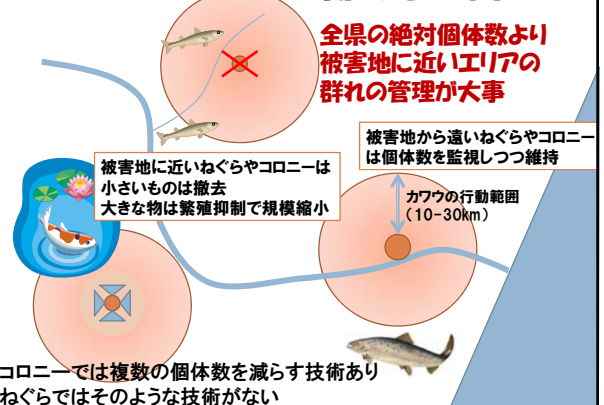 全県の絶対個体数より
被害地に近いエリアの
群れの管理が大事
被害地から遠いねぐらやコロニー
は個体数を監視しつつ維持
被害地に近いねぐらやコロニーは
小さいものは撤去
大きな物は繁殖抑制で規模縮小
カワウの行動範囲
(10-30km)
コロニーでは複数の個体数を減らす技術あり
ねぐらではそのような技術がない